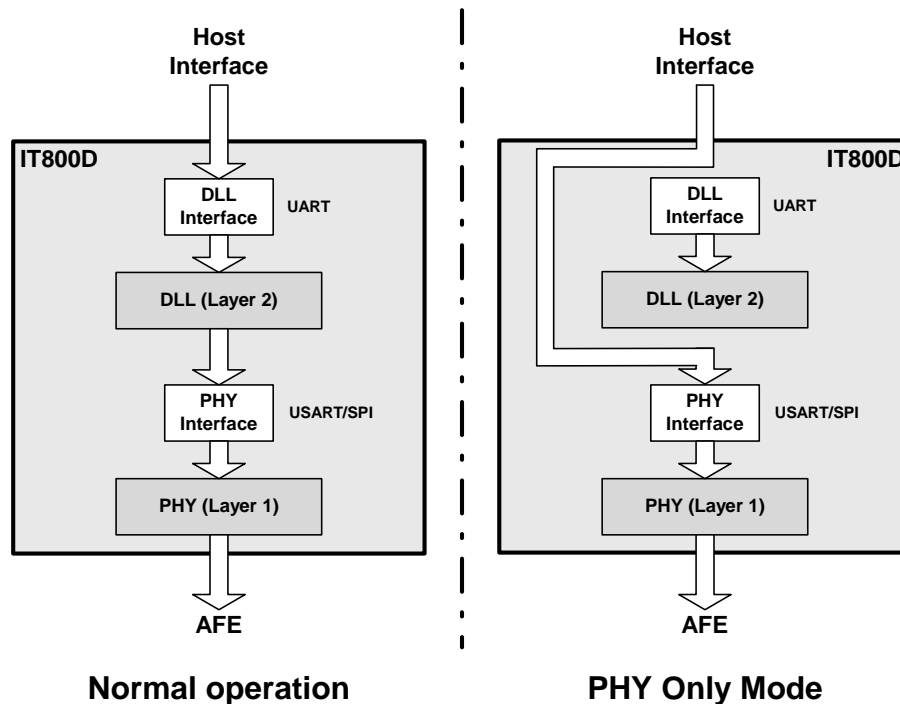 Host
Interface
IT800D
DLL
Interface
UART
DLL (Layer 2)
PHY
Interface
USART/SPI
PHY (Layer 1)
AFE
Normal operation
Host
Interface
IT800D
DLL
Interface
UART
DLL (Layer 2)
PHY
Interface
USART/SPI
PHY (Layer 1)
AFE
PHY Only Mode